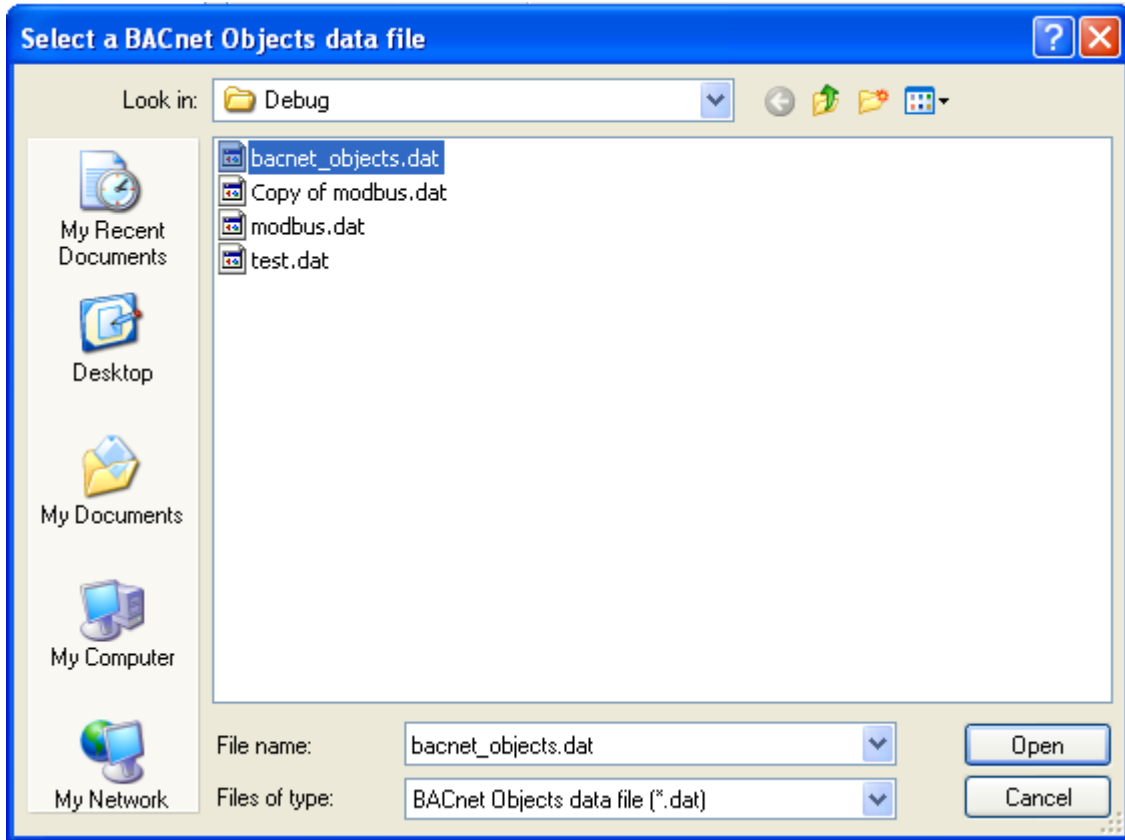 Select a BACnet Objects data file
Look in:
Debug
bacnet_objects.dat
Copy of modbus.dat
modbus.dat
test.dat
My Recent
Documents
Desktop
My Documents
My Computer
My Network
File name:
bacnet_objects.dat
Open
Files of type:
BACnet Objects data file (*.dat)
Cancel